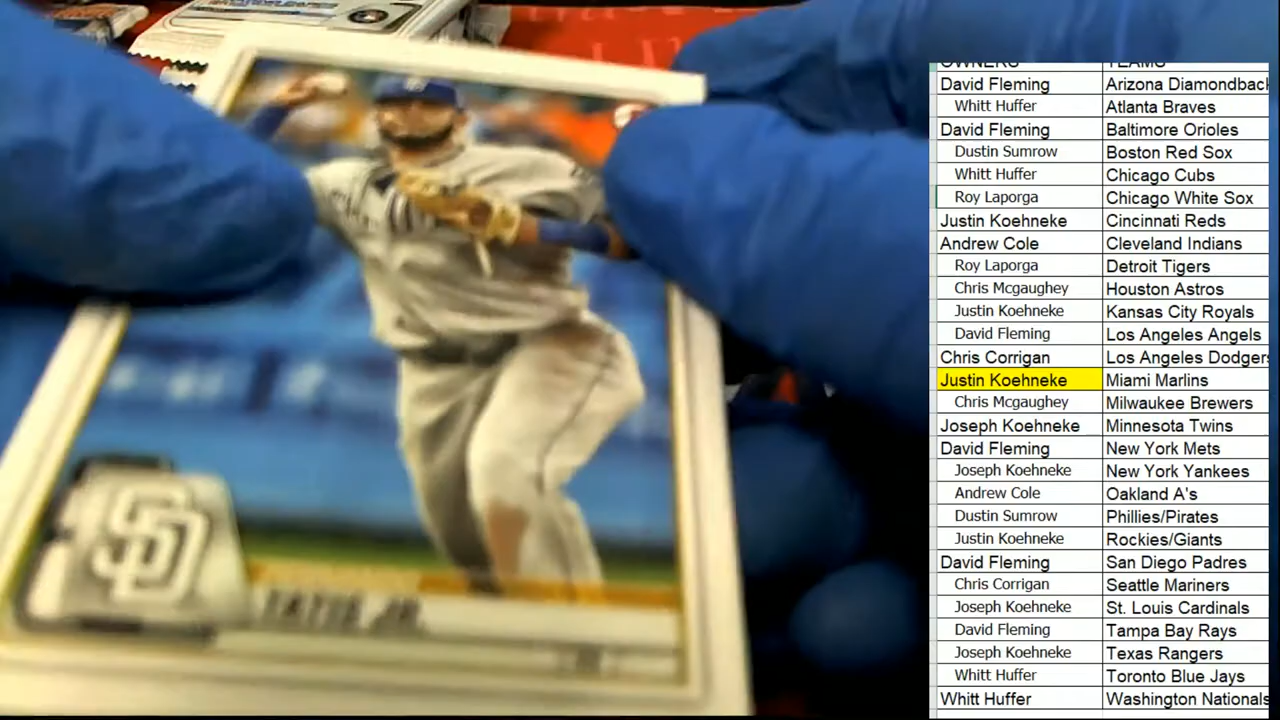 SD
TATIS JR.
OWNERS TEAMS
David Fleming Arizona Diamondback
Whitt Huffer Atlanta Braves
David Fleming Baltimore Orioles
Dustin Sumrow Boston Red Sox
Whitt Huffer Chicago Cubs
Roy Laporga Chicago White Sox
Justin Koehneke Cincinnati Reds
Andrew Cole Cleveland Indians
Roy Laporga Detroit Tigers
Chris Mcgaughey Houston Astros
Justin Koehneke Kansas City Royals
David Fleming Los Angeles Angels
Chris Corrigan Los Angeles Dodgers
Justin Koehneke Miami Marlins
Chris Mcgaughey Milwaukee Brewers
Joseph Koehneke Minnesota Twins
David Fleming New York Mets
Joseph Koehneke New York Yankees
Andrew Cole Oakland A's
Dustin Sumrow Phillies/Pirates
Justin Koehneke Rockies/Giants
David Fleming San Diego Padres
Chris Corrigan Seattle Mariners
Joseph Koehneke St. Louis Cardinals
David Fleming Tampa Bay Rays
Joseph Koehneke Texas Rangers
Whitt Huffer Toronto Blue Jays
Whitt Huffer Washington Nationals